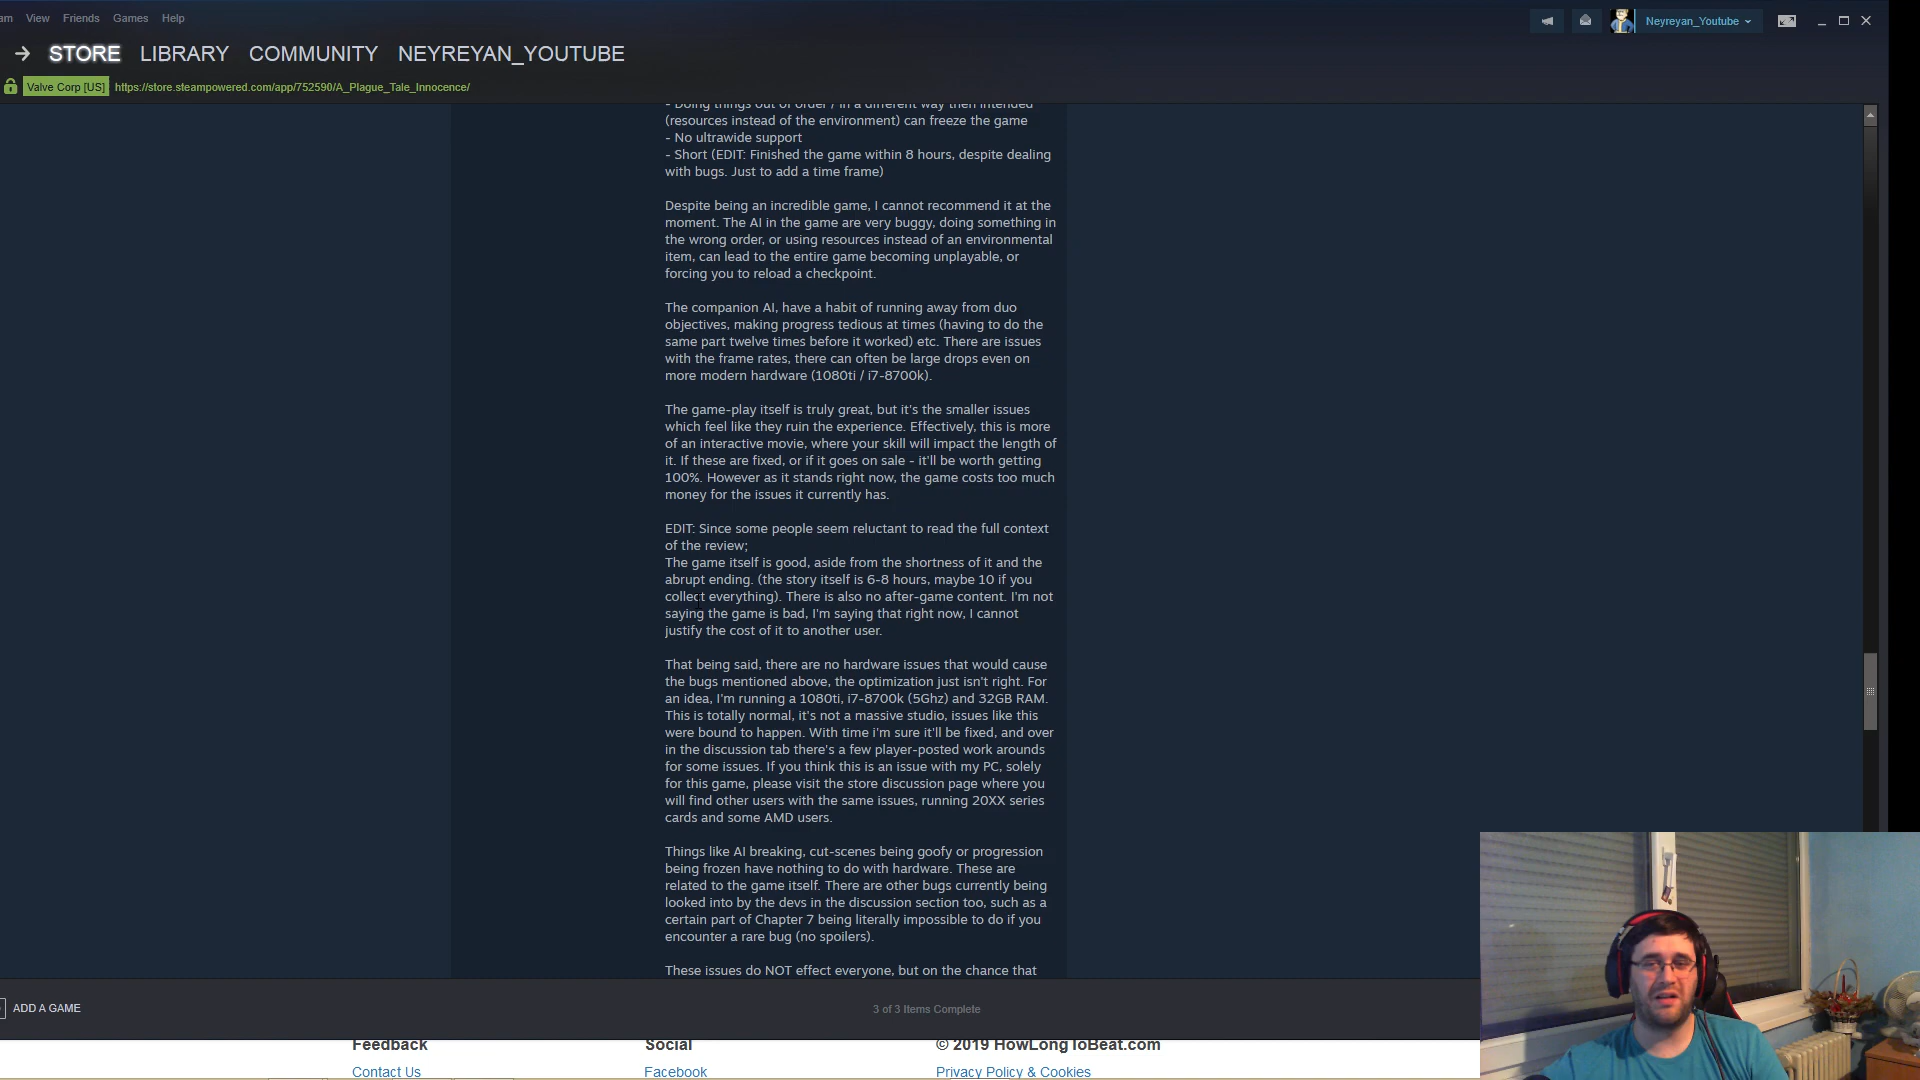 am View Friends Games Help
Neyreyan_Youtube
STORE LIBRARY COMMUNITY NEYREYAN_YOUTUBE
Valve Corp [US] https://store.steampowered.com/app/752590/A_Plague_Tale_Innocence/
- Doing things out of order / in a different way then intended
(resources instead of the environment) can freeze the game
- No ultrawide support
- Short (EDIT: Finished the game within 8 hours, despite dealing
with bugs. Just to add a time frame)
Despite being an incredible game, I cannot recommend it at the
moment. The AI in the game are very buggy, doing something in
the wrong order, or using resources instead of an environmental
item, can lead to the entire game becoming unplayable, or
forcing you to reload a checkpoint.
The companion AI, have a habit of running away from duo
objectives, making progress tedious at times (having to do the
same part twelve times before it worked) etc. There are issues
with the frame rates, there can often be large drops even on
more modern hardware (1080ti / i7-8700k).
The game-play itself is truly great, but it's the smaller issues
which feel like they ruin the experience. Effectively, this is more
of an interactive movie, where your skill will impact the length of
it. If these are fixed, or if it goes on sale - it'll be worth getting
100%. However as it stands right now, the game costs too much
money for the issues it currently has.
EDIT: Since some people seem reluctant to read the full context
of the review;
The game itself is good, aside from the shortness of it and the
abrupt ending. (the story itself is 6-8 hours, maybe 10 if you
collect everything). There is also no after-game content. I'm not
saying the game is bad, I'm saying that right now, I cannot
justify the cost of it to another user.
That being said, there are no hardware issues that would cause
the bugs mentioned above, the optimization just isn't right. For
an idea, I'm running a 1080ti, i7-8700k (5Ghz) and 32GB RAM.
This is totally normal, it's not a massive studio, issues like this
were bound to happen. With time i'm sure it'll be fixed, and over
in the discussion tab there's a few player-posted work arounds
for some issues. If you think this is an issue with my PC, solely
for this game, please visit the store discussion page where you
will find other users with the same issues, running 20XX series
cards and some AMD users.
Things like AI breaking, cut-scenes being goofy or progression
being frozen have nothing to do with hardware. These are
related to the game itself. There are other bugs currently being
looked into by the devs in the discussion section too, such as a
certain part of Chapter 7 being literally impossible to do if you
encounter a rare bug (no spoilers).
These issues do NOT effect everyone, but on the chance that
ADD A GAME
3 of 3 Items Complete
Feedback Social © 2019 HowLongToBeat.com
Contact Us Facebook Privacy Policy & Cookies